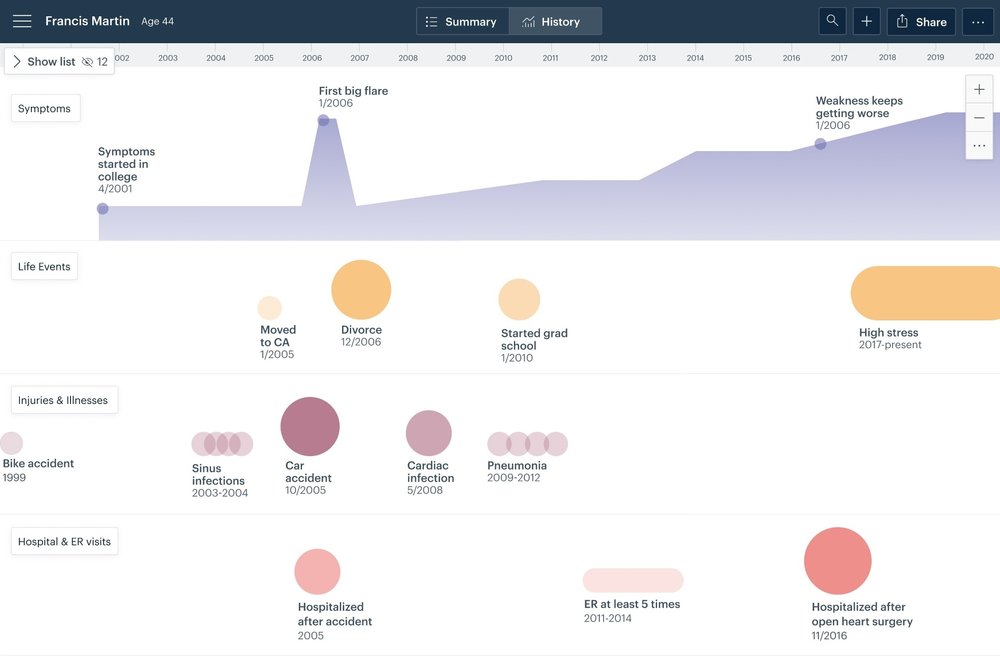 Francis Martin Age 44
Summary
History
Share
Show list 12
002 2003 2004 2005 2006 2007 2008 2009 2010 2011 2012 2013 2014 2015 2016 2017 2018 2019 2020
Symptoms
Symptoms
started in
college
4/2001
First big flare
1/2006
Weakness keeps
getting worse
1/2006
Life Events
Moved
to CA
1/2005
Divorce
12/2006
Started grad
school
1/2010
High stress
2017-present
Injuries & Illnesses
Bike accident
1999
Sinus
infections
2003-2004
Car
accident
10/2005
Cardiac
infection
5/2008
Pneumonia
2009-2012
Hospital & ER visits
Hospitalized
after accident
2005
ER at least 5 times
2011-2014
Hospitalized after
open heart surgery
11/2016